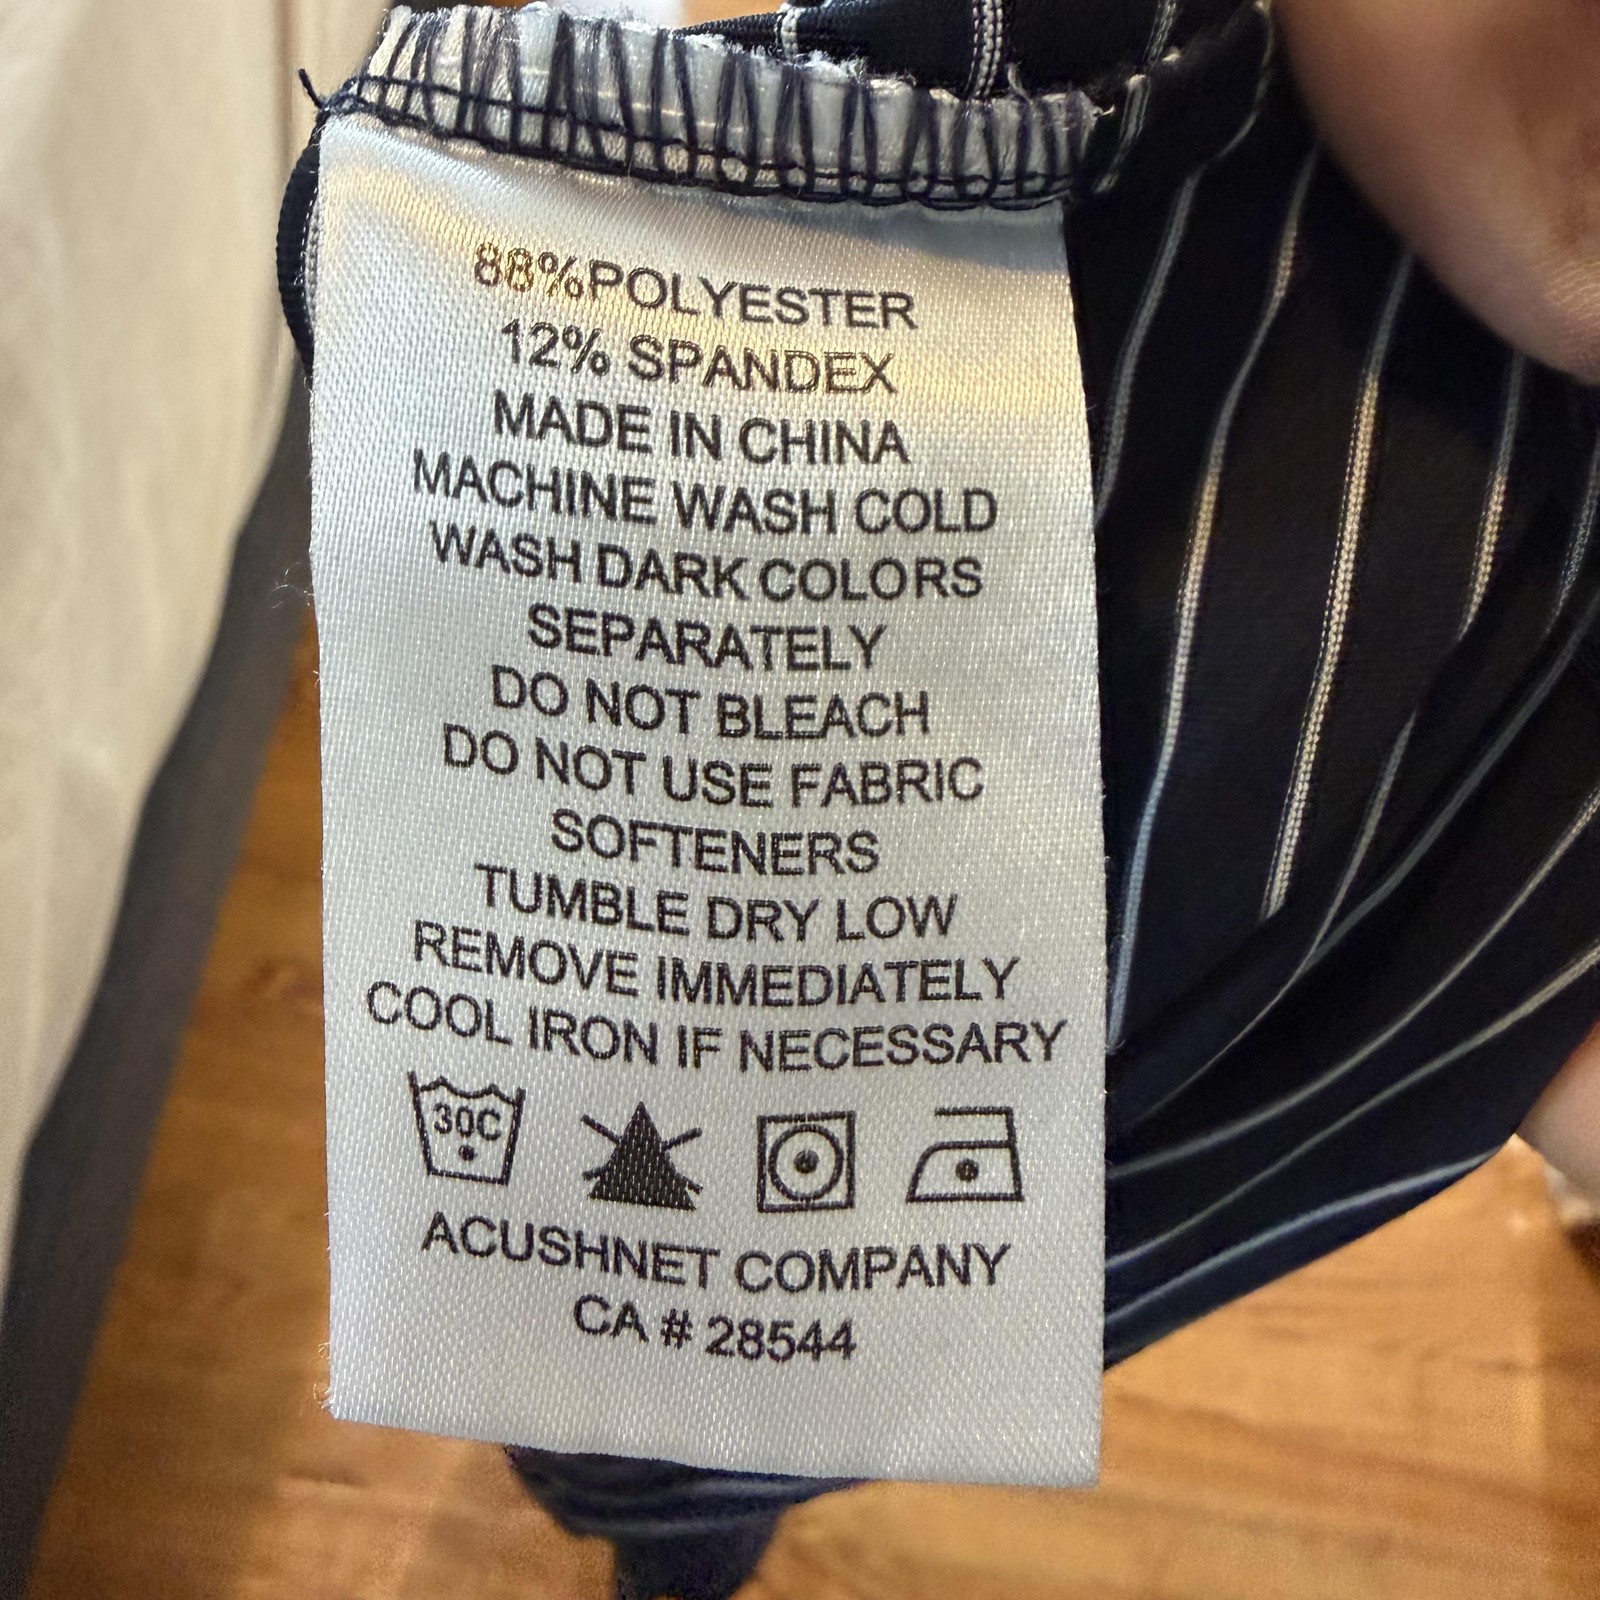 88%POLYESTER
12% SPANDEX
MADE IN CHINA
MACHINE WASH COLD
WASH DARK COLORS
SEPARATELY
DO NOT BLEACH
DO NOT USE FABRIC
SOFTENERS
TUMBLE DRY LOW
REMOVE IMMEDIATELY
COOL IRON IF NECESSARY
30C
ACUSHNET COMPANY
CA # 28544